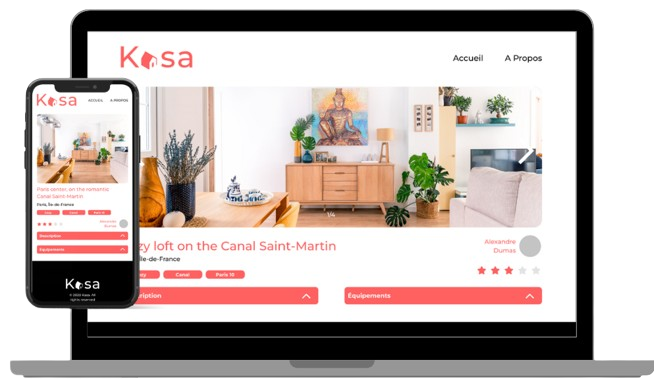 Kasa
Accueil
A Propos
1/4
zy loft on the Canal Saint-Martin
Ile-de-France
Canal
Paris 10
Alexandre
Dumas
ription
Équipements
Kasa
ACCUEIL
A PROPOS
Paris center, on the romantic
Canal Saint-Martin
Paris, Île-de-France
Alexandre
Dumas
Description
Équipements
Kasa
© 2020 Kasa. All
rights reserved